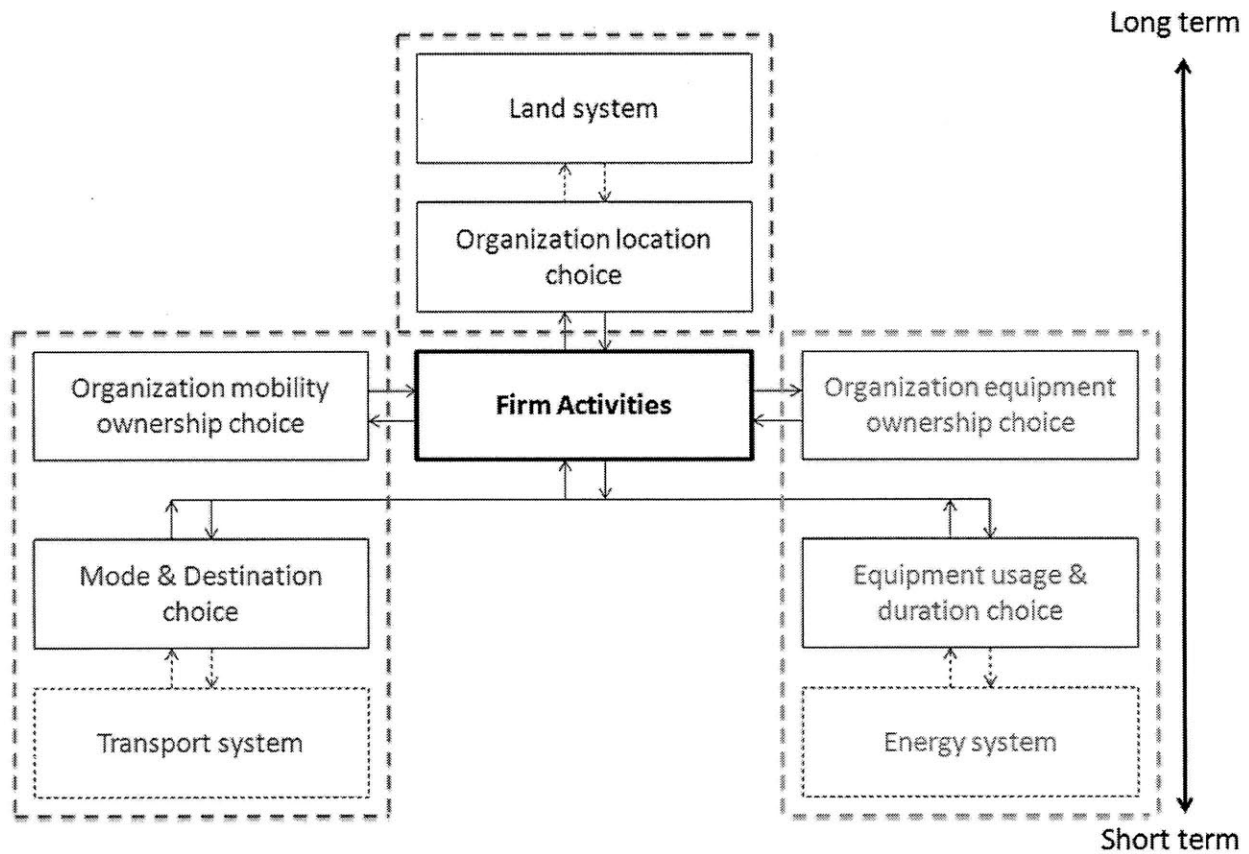 Long term
Land system
Organization location
choice
Organization mobility
ownership choice
Firm Activities
Organization equipment
ownership choice
Mode & Destination
choice
Equipment usage &
duration choice
Transport system
Energy system
Short term